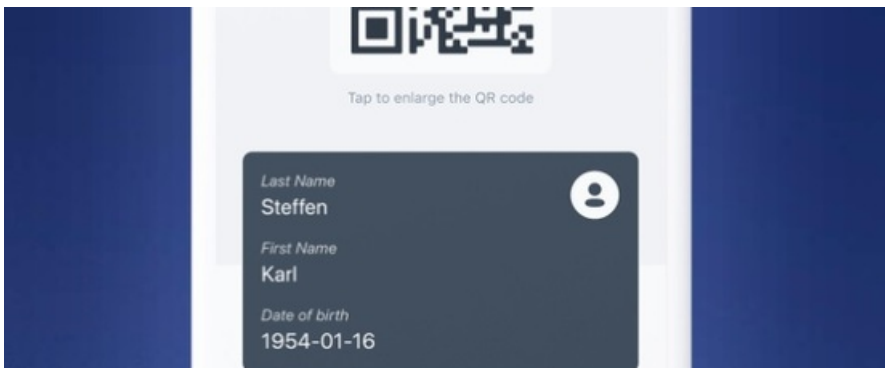 Tap to enlarge the QR code
Last Name
Steffen
First Name
Karl
Date of birth
1954-01-16